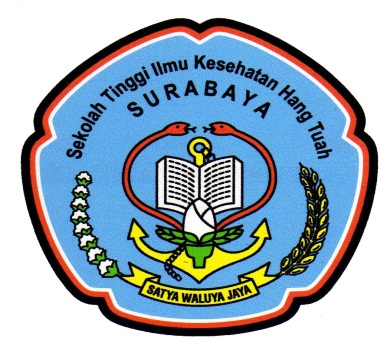 Sekolah Tinggi Ilmu Kesehatan Hang Tuah
SURABAYA
SATYA WALUYA JAYA